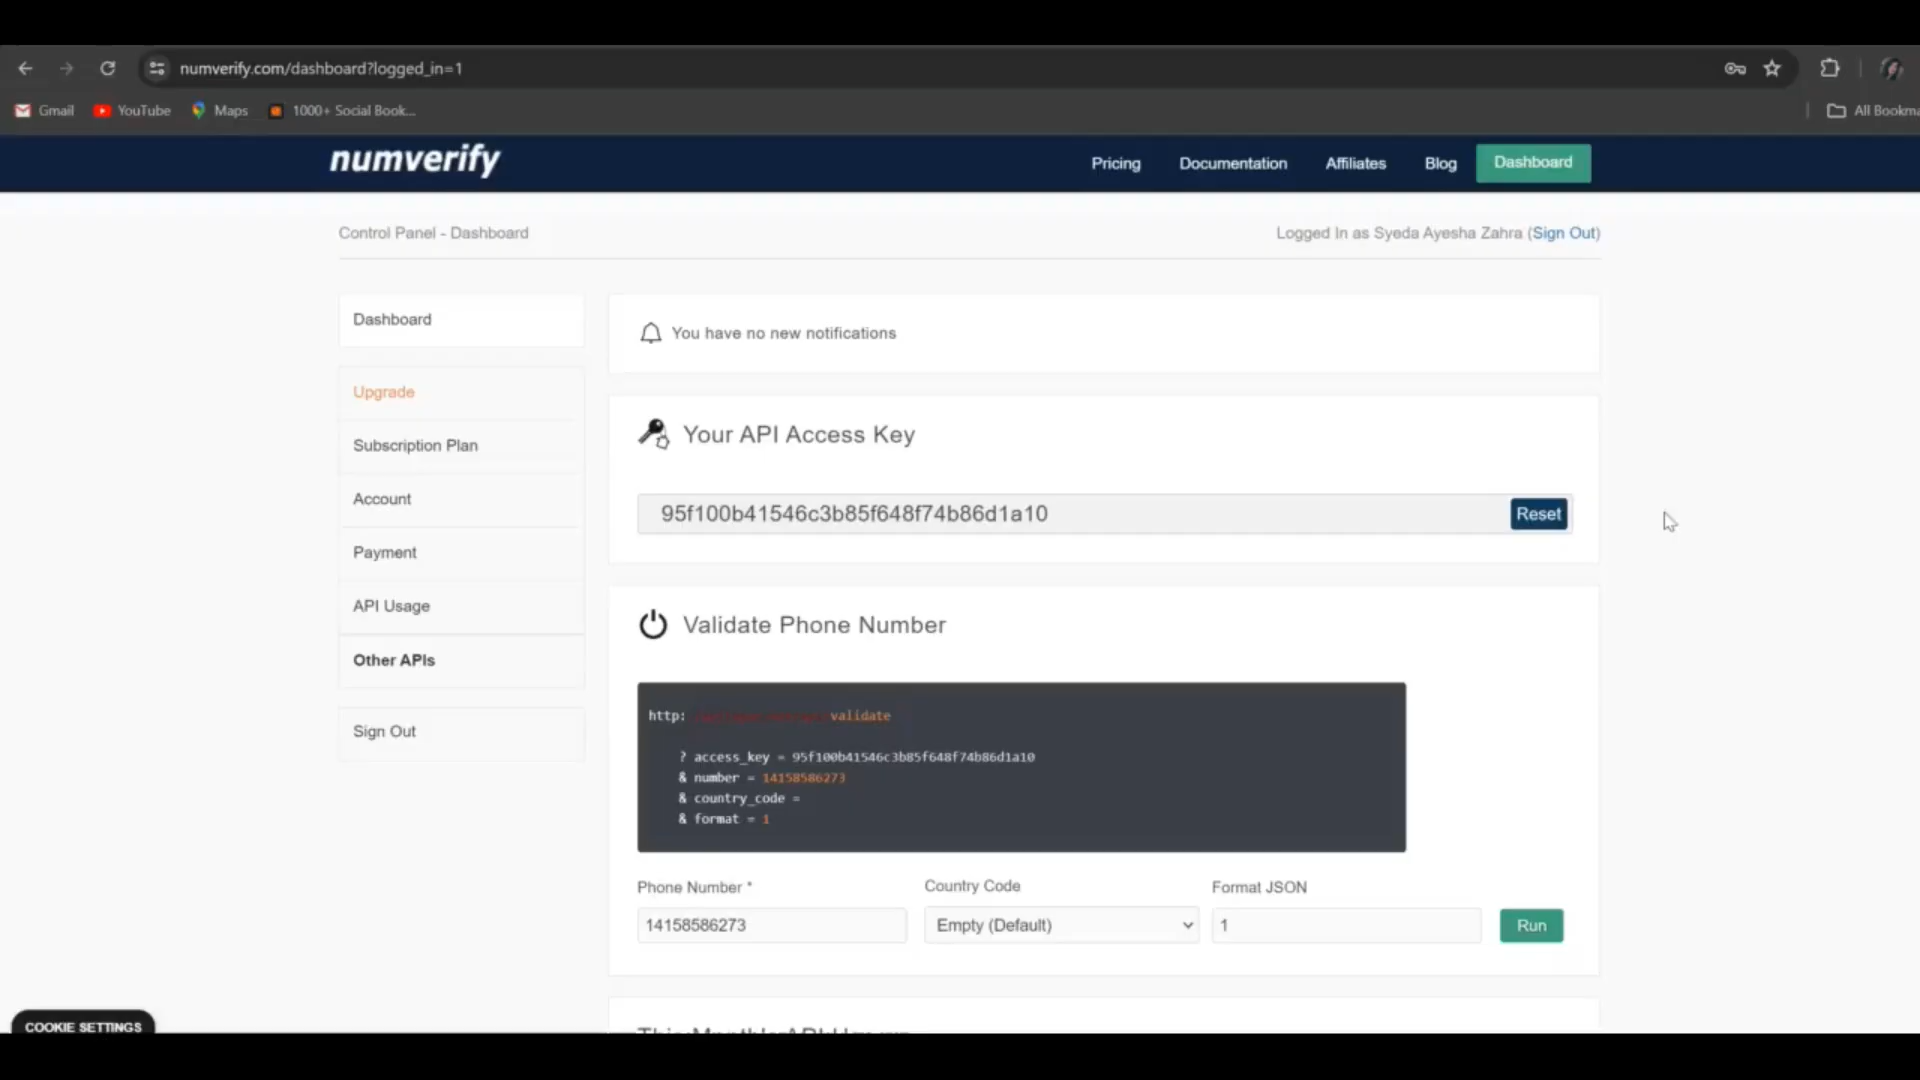 numverify.com/dashboard?logged_in=1
Gmail YouTube Maps 1000+ Social Book...
All Bookma
numverify
Pricing Documentation Affiliates Blog Dashboard
Control Panel - Dashboard
Logged In as Syeda Ayesha Zahra (Sign Out)
Dashboard
Upgrade
Subscription Plan
Account
Payment
API Usage
Other APIs
Sign Out
You have no new notifications
Your API Access Key
95f100b41546c3b85f648f74b86d1a10
Reset
Validate Phone Number
http: validate
? access_key = 95f100b41546c3b85f648f74b86d1a10
& number = 14158586273
& country_code =
& format = 1
Phone Number * Country Code Format JSON
14158586273 Empty (Default) 1 Run
COOKIE SETTINGS